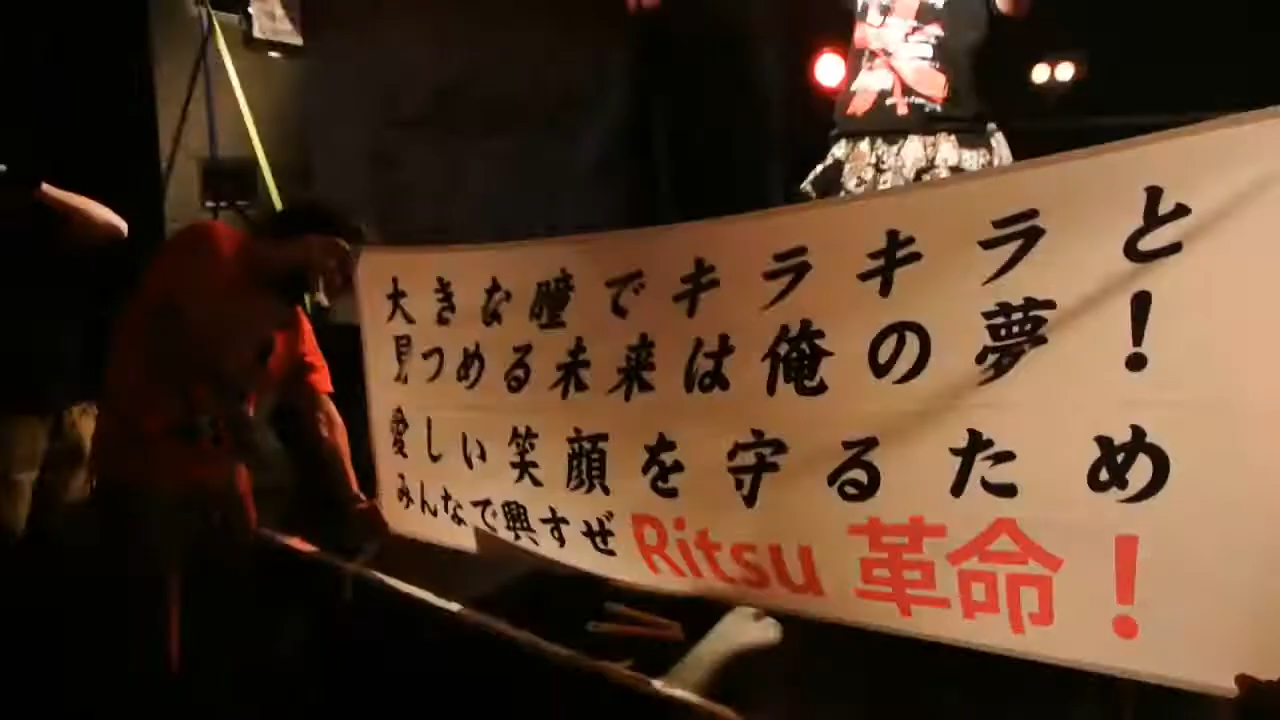 大きな瞳でキラキラと
見つめる未来は俺の夢！
愛しい笑顔を守るため
みんなで興すぜ Ritsu 革命！